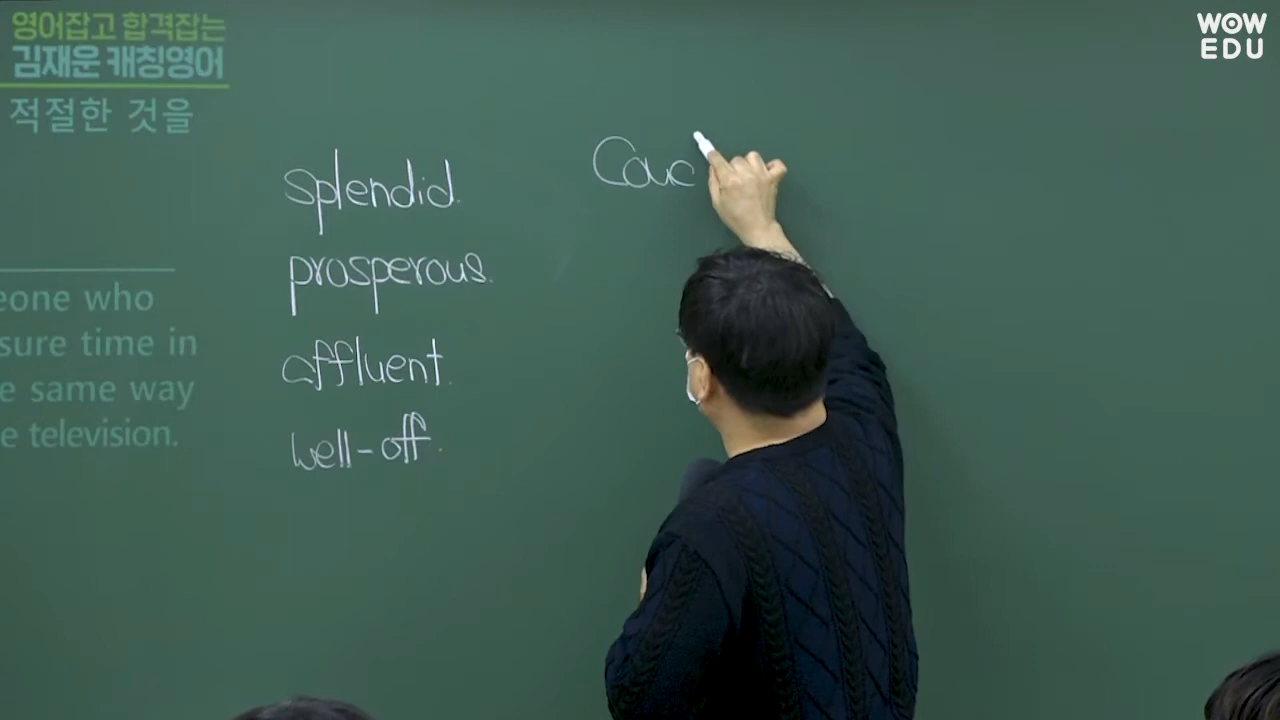 영어잡고 합격잡는
김재운 캐칭영어
적절한 것을
WOW
EDU
splendid.
prosperous.
affluent.
well-off.
Couc
eone who
sure time in
e same way
e television.